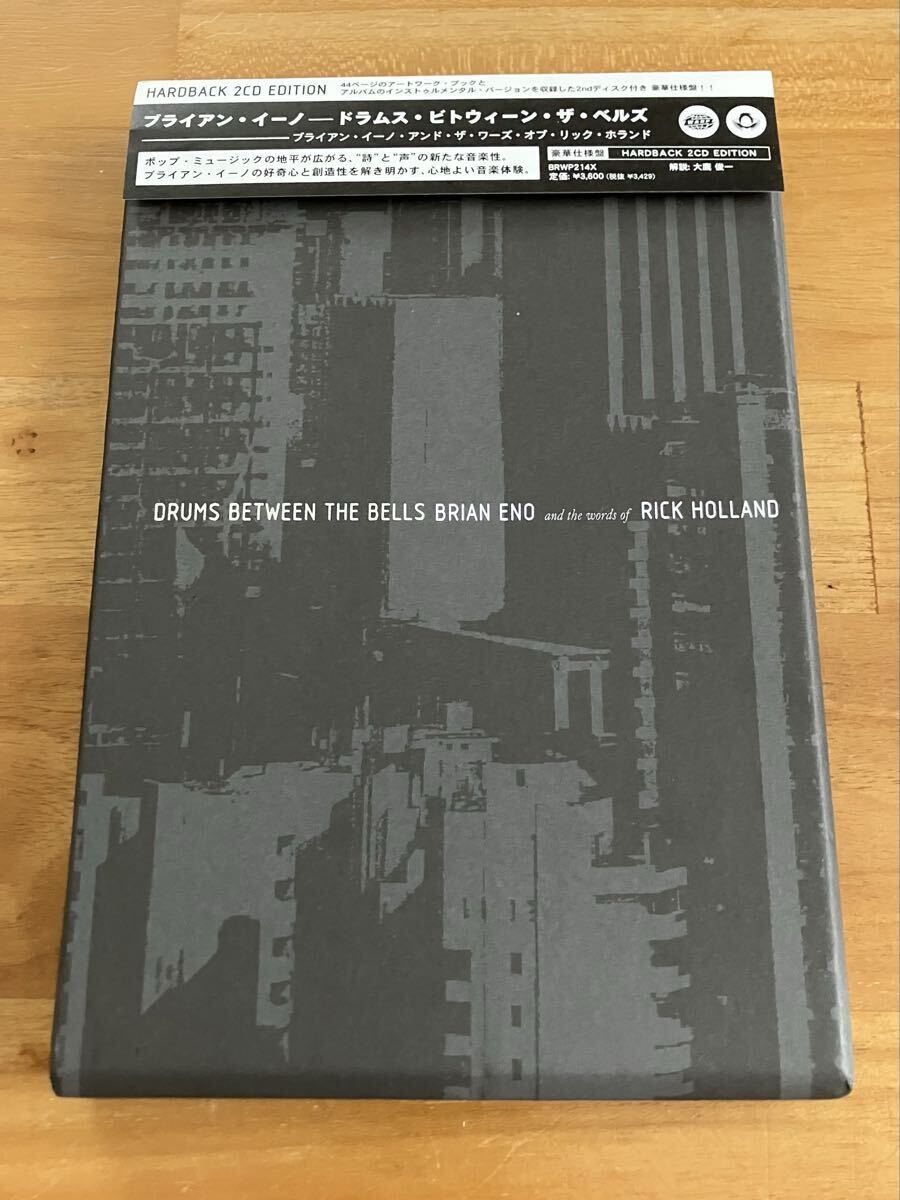 HARDBACK 2CD EDITION
44ページのアートワーク・ブックと、
アルバムのインストゥルメンタル・バージョンを収録した2ndディスク付き 豪華仕様盤!!
ブライアン・イーノ―ドラムス・ビトウィーン・ザ・ベルズ
ブライアン・イーノ・アンド・ザ・ワーズ・オブ・リック・ホランド
ポップ・ミュージックの地平が広がる、“詩”と“声”の新たな音楽性。
ブライアン・イーノの好奇心と創造性を解き明かす、心地よい音楽体験。
豪華仕様盤 HARDBACK 2CD EDITION
BRWP214X 解説: 大鷹 俊一
定価: ¥3,600 (税抜 ¥3,429)
DRUMS BETWEEN THE BELLS BRIAN ENO and the words of RICK HOLLAND